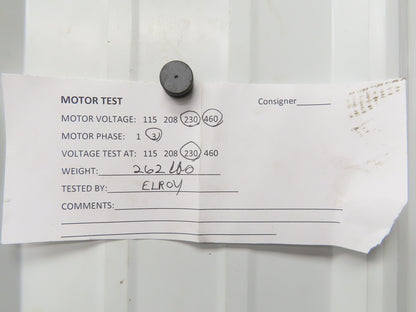 MOTOR TEST Consigner______
MOTOR VOLTAGE: 115 208 230 460
MOTOR PHASE: 1 3
VOLTAGE TEST AT: 115 208 230 460
WEIGHT: 262 lbs
TESTED BY: ELROY
COMMENTS: